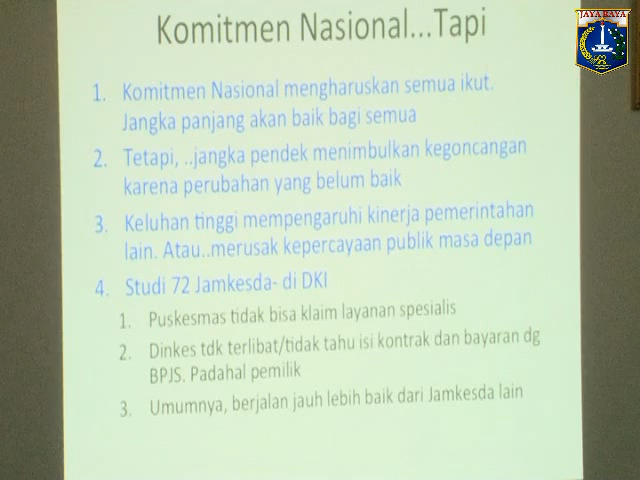 Komitmen Nasional...Tapi
JAYA RAYA
1. Komitmen Nasional mengharuskan semua ikut.
Jangka panjang akan baik bagi semua
2. Tetapi, ..jangka pendek menimbulkan kegoncangan
karena perubahan yang belum baik
3. Keluhan tinggi mempengaruhi kinerja pemerintahan
lain. Atau..merusak kepercayaan publik masa depan
4. Studi 72 Jamkesda- di DKI
1. Puskesmas tidak bisa klaim layanan spesialis
2. Dinkes tdk terlibat/tidak tahu isi kontrak dan bayaran dg
BPJS. Padahal pemilik
3. Umumnya, berjalan jauh lebih baik dari Jamkesda lain